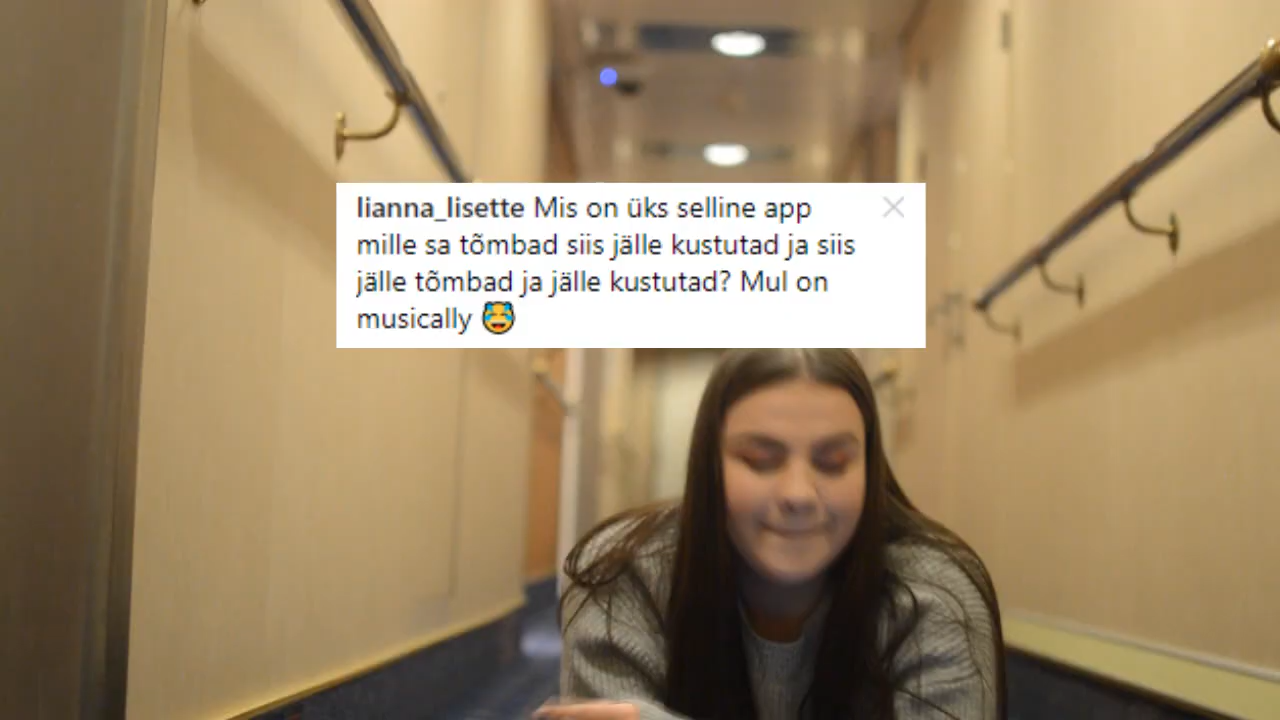 lianna_lisette Mis on üks selline app
mille sa tõmbad siis jälle kustutad ja siis
jälle tõmbad ja jälle kustutad? Mul on
musically 😅